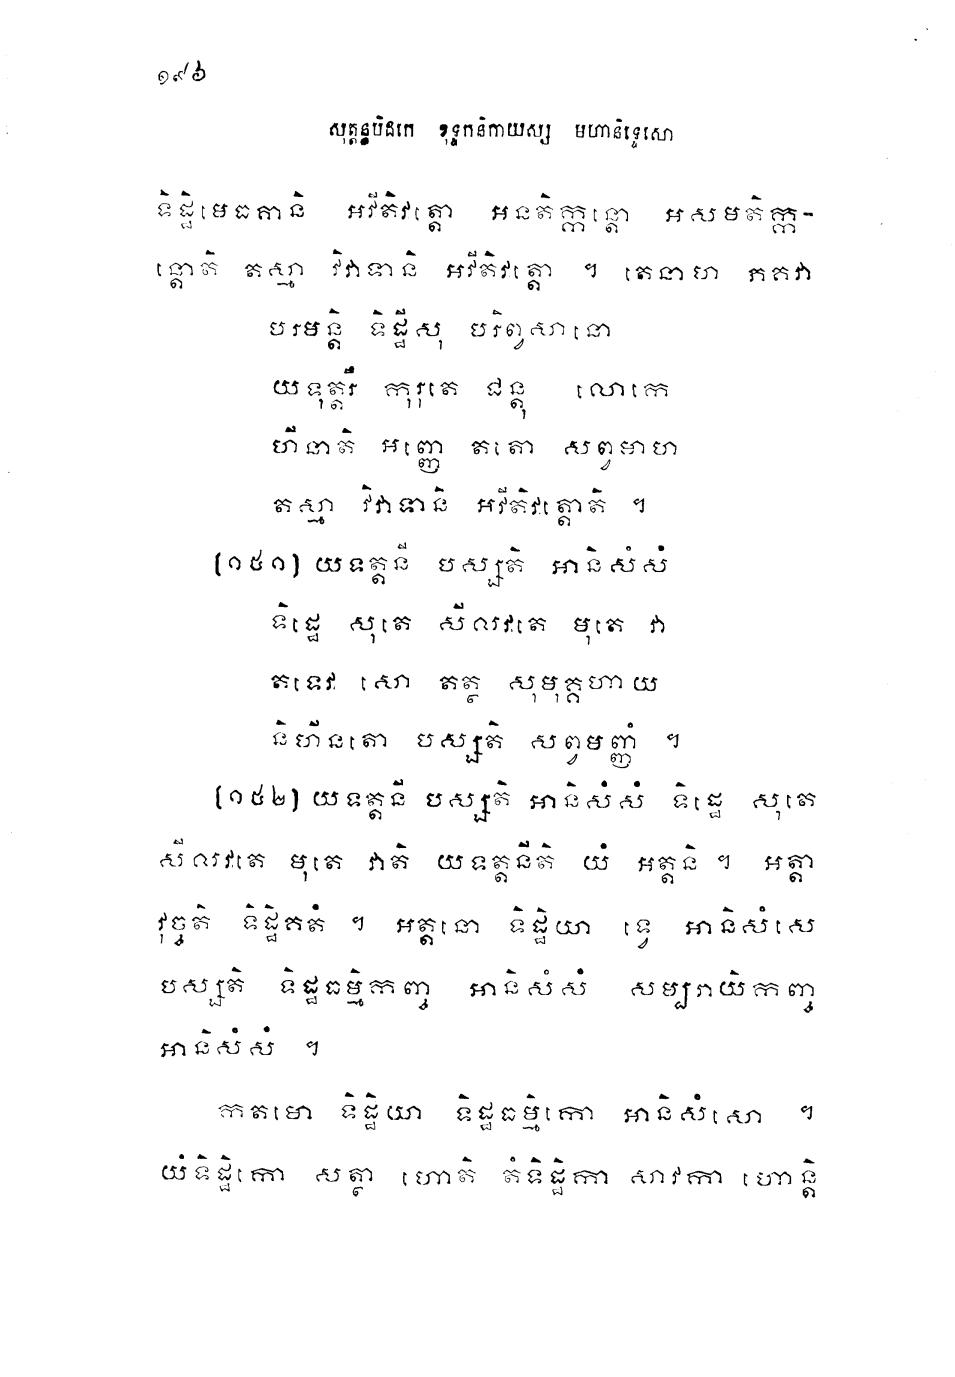 ១៩៦
សុត្តន្តបិដកេ ខុទ្ទកនិកាយស្ស មហានិទ្ទេសោ
ទិដ្ឋិមេធគានិ អវីតិវត្តោ អនតិក្កន្តោ អសមតិក្ក-
ន្តោតិ តស្មា វិវាទានិ អវីតិវត្តោ ។ តេនាហ ភគវា
បរមន្តិ ទិដ្ឋីសុ បរិព្វសានោ
យទុត្តរឹ កុរុតេ ជន្តុ លោកេ
ហីនាតិ អញ្ញេ តតោ សព្វមាហ
តស្មា វិវាទានិ អវីតិវត្តោតិ ។
(១៥១) យទត្តនី បស្សតិ អានិសំសំ
ទិដ្ឋេ សុតេ សីលវតេ មុតេ វា
តទេវ សោ តត្ថ សមុគ្គហាយ
និហីនតោ បស្សតិ សព្វមញ្ញំ ។
(១៥២) យទត្តនី បស្សតិ អានិសំសំ ទិដ្ឋេ សុតេ
សីលវតេ មុតេ វាតិ យទត្តនីតិ យំ អត្តនិ ។ អត្តា
វុច្ចតិ ទិដ្ឋិគតំ ។ អត្តនោ ទិដ្ឋិយា ទ្វេ អានិសំសេ
បស្សតិ ទិដ្ឋធម្មិកញ្ច អានិសំសំ សម្បរាយិកញ្ច
អានិសំសំ ។
កតមោ ទិដ្ឋិយា ទិដ្ឋធម្មិកោ អានិសំសោ ។
យំទិដ្ឋិកោ សត្ថា ហោតិ តំទិដ្ឋិកា សាវកា ហោន្តិ